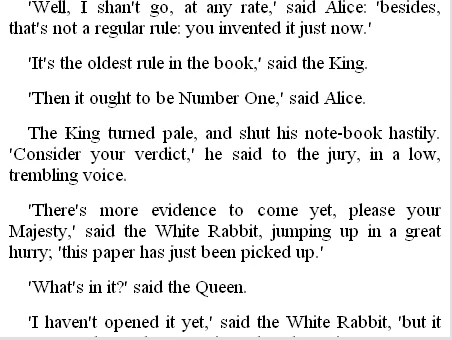 'Well, I shan't go, at any rate,' said Alice: 'besides,
that's not a regular rule: you invented it just now.'
'It's the oldest rule in the book,' said the King.
'Then it ought to be Number One,' said Alice.
The King turned pale, and shut his note-book hastily.
'Consider your verdict,' he said to the jury, in a low,
trembling voice.
'There's more evidence to come yet, please your
Majesty,' said the White Rabbit, jumping up in a great
hurry; 'this paper has just been picked up.'
'What's in it?' said the Queen.
'I haven't opened it yet,' said the White Rabbit, 'but it